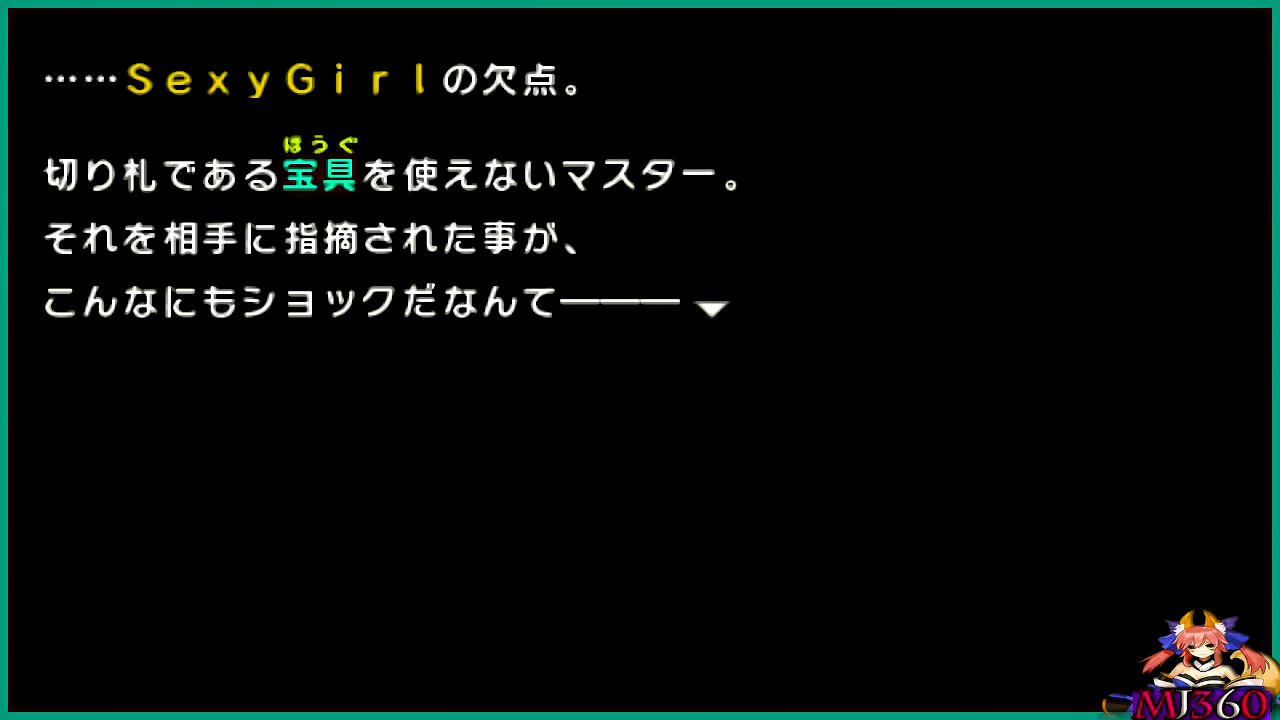 ……ＳｅｘｙＧｉｒｌの欠点。
ほうぐ
切り札である宝具を使えないマスター。
それを相手に指摘された事が、
こんなにもショックだなんて―――
MJ360